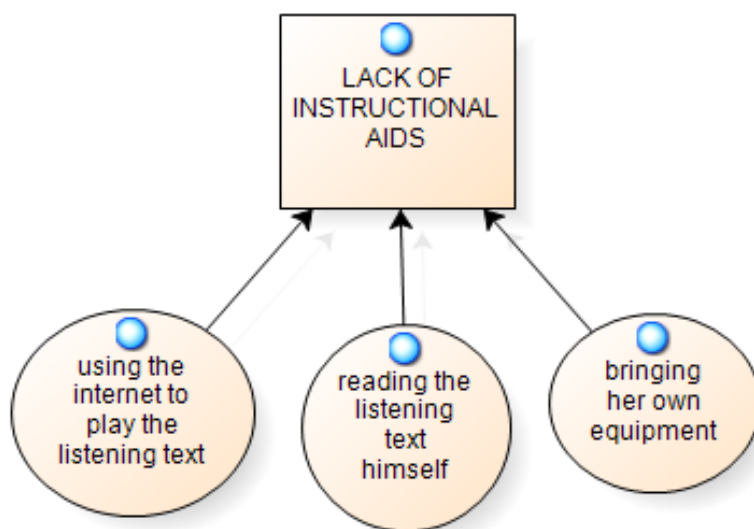 LACK OF
INSTRUCTIONAL
AIDS
using the
internet to
play the
listening text
reading the
listening
text
himself
bringing
her own
equipment